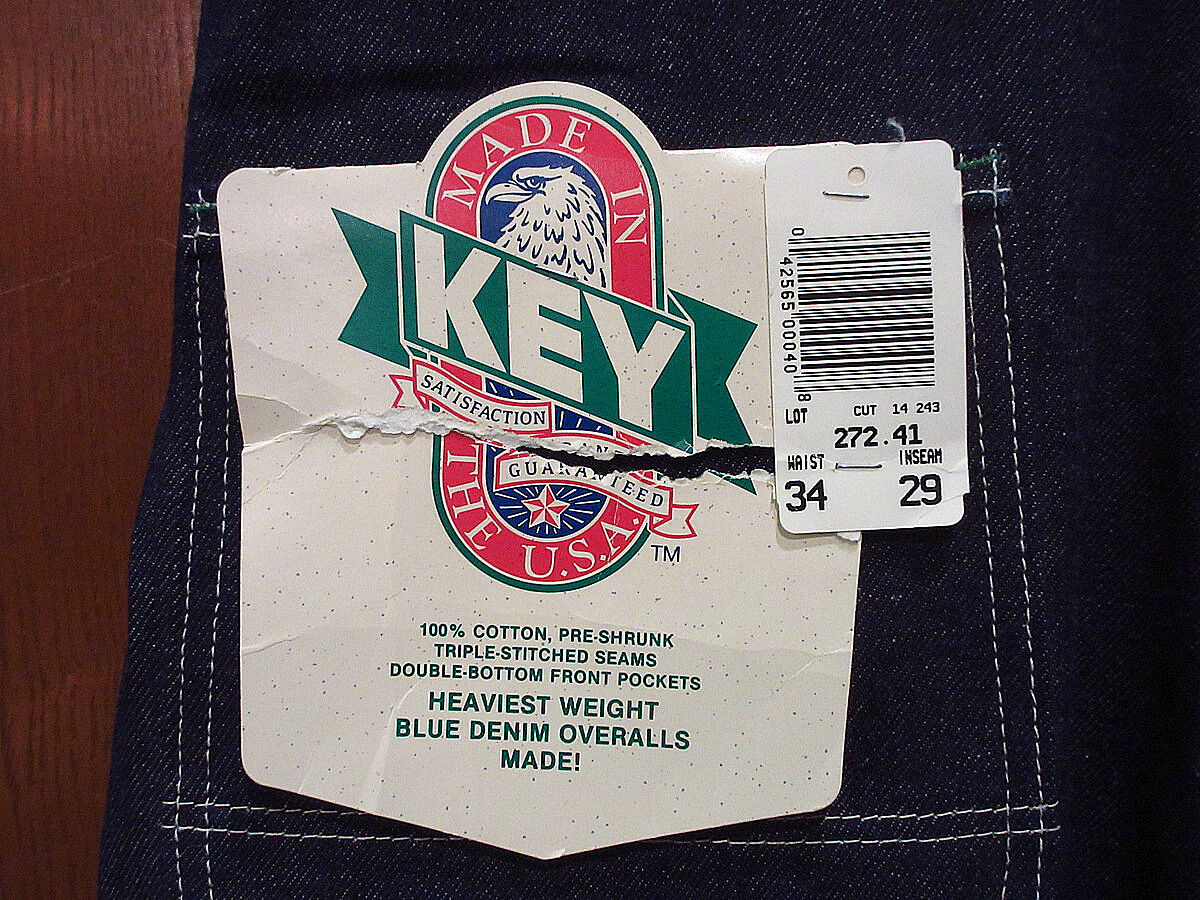 MADE IN
KEY
SATISFACTION
GUARANTEED
THE U.S.A.
TM
100% COTTON, PRE-SHRUNK
TRIPLE-STITCHED SEAMS
DOUBLE-BOTTOM FRONT POCKETS
HEAVIEST WEIGHT
BLUE DENIM OVERALLS
MADE!
0 42565 00040 8
LOT CUT 14 243
272.41
WAIST INSEAM
34 29